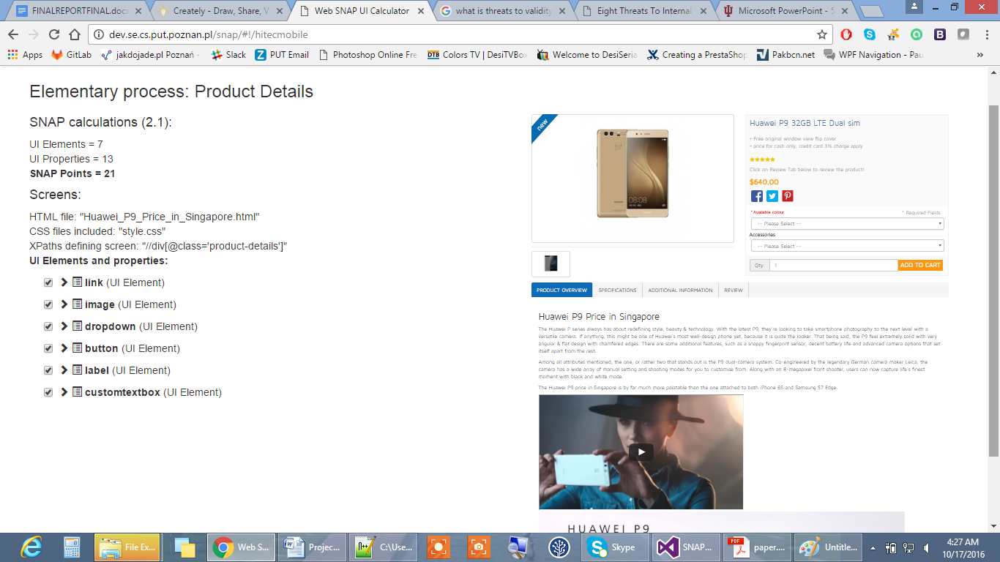 FINALREPORTFINAL.docx
Creately - Draw, Share, V
Web SNAP UI Calculator
what is threats to validity
Eight Threats To Internal
Microsoft PowerPoint - 5
dev.se.cs.put.poznan.pl/snap/#!/hitecmobile
Apps
GitLab
jakdojade.pl Poznań -
Slack
PUT Email
Photoshop Online Fre
DTB Colors TV | DesiTVBox
Welcome to DesiSeria
Creating a PrestaShop
Pakbcn.net
WPF Navigation - Pau
»
Elementary process: Product Details
SNAP calculations (2.1):
UI Elements = 7
UI Properties = 13
SNAP Points = 21
Screens:
HTML file: "Huawei_P9_Price_in_Singapore.html"
CSS files included: "style.css"
XPaths defining screen: "//div[@class='product-details']"
UI Elements and properties:
link (UI Element)
image (UI Element)
dropdown (UI Element)
button (UI Element)
label (UI Element)
customtextbox (UI Element)
new
08:08
Huawei P9 32GB LTE Dual sim
• Free original window view flip cover
• price for cash only, credit card 3% charge apply
Click on Review Tab below to review the product!
$640.00
* Available colour
* Required Fields
-- Please Select --
Accessories
-- Please Select --
Qty
1
ADD TO CART
PRODUCT OVERVIEW
SPECIFICATIONS
ADDITIONAL INFORMATION
REVIEW
Huawei P9 Price in Singapore
The Huawei P series always has about redefining style, beauty & technology. With the latest P9, they're looking to take smartphone photography to the next level with a
versatile camera, if anything, this might be one of Huawei's most well-design phone yet, because it is quite the looker. That being said, the P9 feel extremely solid with very
angular & flat design with chamfered edges. There are some additional features, such as a snappy fingerprint sensor, decent battery life and advanced camera options that set
itself apart from the rest.
Among all attributes mentioned, the one, or rather two that stands out is the P9 dual-camera system. Co-engineered by the legendary German camera maker Leica, the
camera has a wide array of manual setting and shooting modes for you to customise from. Along with an 8-megapixel front shooter, users can now capture life's finest
moment with black and white mode.
The Huawei P9 price in Singapore is by far much more palatable than the one attached to both iPhone 6S and Samsung S7 Edge.
HUAWEI P9
File Ex...
Web S...
Projec...
C:\Use...
Skype
SNAP...
PDF
paper....
Untitle...
4:27 AM
10/17/2016